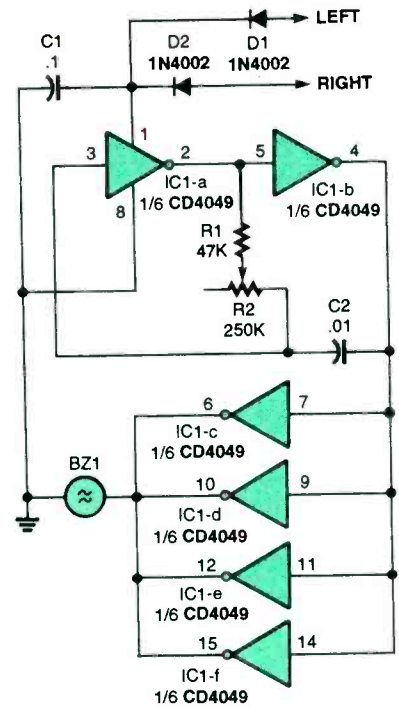 LEFT
C1
.1
D2
1N4002
D1
1N4002
RIGHT
1
3
2
5
4
IC1-a
1/6 CD4049
IC1-b
1/6 CD4049
8
R1
47K
R2
250K
C2
.01
6
7
IC1-c
1/6 CD4049
BZ1
10
9
IC1-d
1/6 CD4049
12
11
IC1-e
1/6 CD4049
15
14
IC1-f
1/6 CD4049